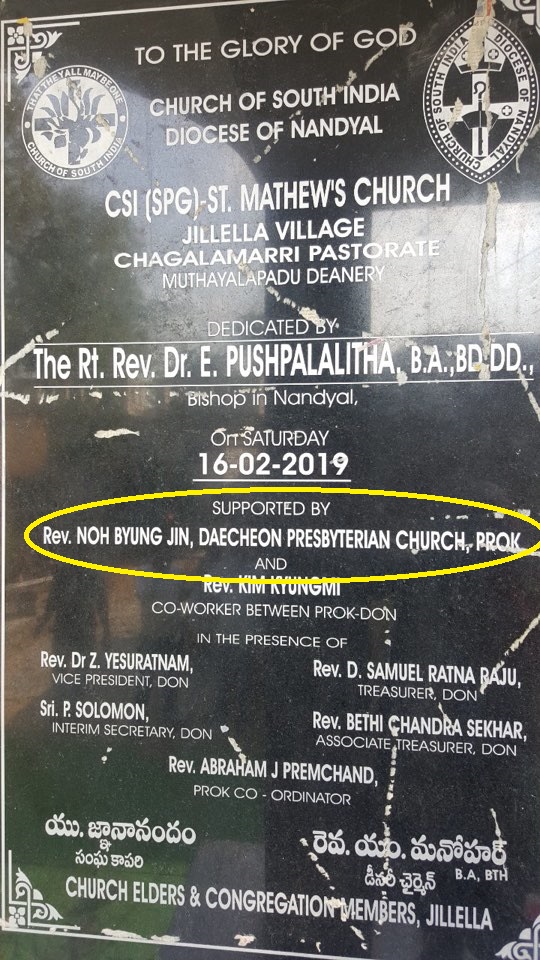 TO THE GLORY OF GOD
THAT THEY ALL MAY BE ONE
CHURCH OF SOUTH INDIA
CHURCH OF SOUTH INDIA
DIOCESE OF NANDYAL
CHURCH OF SOUTH INDIA DIOCESE OF NANDYAL
CSI (SPG)-ST. MATHEW'S CHURCH
JILLELLA VILLAGE
CHAGALAMARRI PASTORATE
MUTHAYALAPADU DEANERY
DEDICATED BY
The Rt. Rev. Dr. E. PUSHPALALITHA, B.A.,BD,DD.,
Bishop in Nandyal,
On SATURDAY
16-02-2019
SUPPORTED BY
Rev. NOH BYUNG JIN, DAECHEON PRESBYTERIAN CHURCH, PROK
AND
Rev. KIM KYUNGMI
CO-WORKER BETWEEN PROK-DON
IN THE PRESENCE OF
Rev. Dr Z. YESURATNAM,
VICE PRESIDENT, DON
Rev. D. SAMUEL RATNA RAJU,
TREASURER, DON
Sri. P. SOLOMON,
INTERIM SECRETARY, DON
Rev. BETHI CHANDRA SEKHAR,
ASSOCIATE TREASURER, DON
Rev. ABRAHAM J PREMCHAND,
PROK CO - ORDINATOR
యు. జ్ఞానానందం
సంఘ కాపరి
రెవ. యం. మనోహర్
B.A, BTH
డీనరీ ఛైర్మన్
CHURCH ELDERS & CONGREGATION MEMBERS, JILLELLA